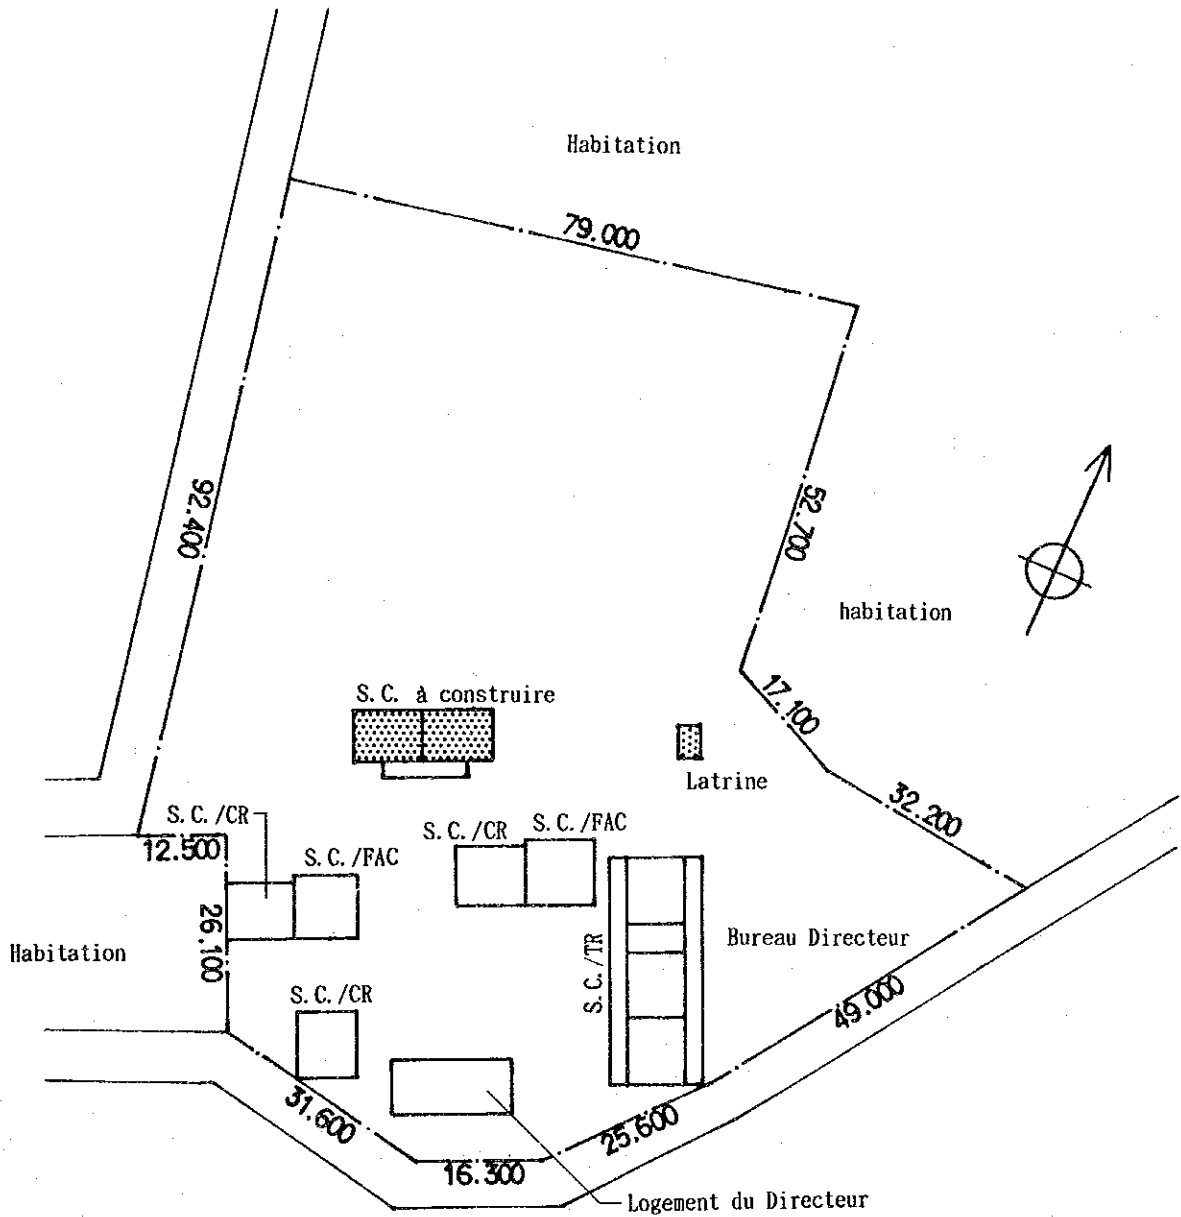 Habitation
79.000
92.400
52.700
habitation
17.100
S.C. à construire
Latrine
32.200
S.C./CR
12.500
S.C./FAC
S.C./CR
S.C./FAC
26.100
Habitation
Bureau Directeur
S.C./TR
49.000
S.C./CR
31.600
25.600
16.300
Logement du Directeur